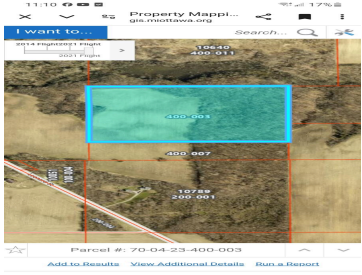 11:10
17%
Property Mappi...
gis.miottawa.org
I want to...
Search...
2014 Flight 2021 Flight
2021 Flight
10640
400-011
400-003
400-007
10789
200-001
Parcel #: 70-04-23-400-003
Add to Results View Additional Details Run a Report